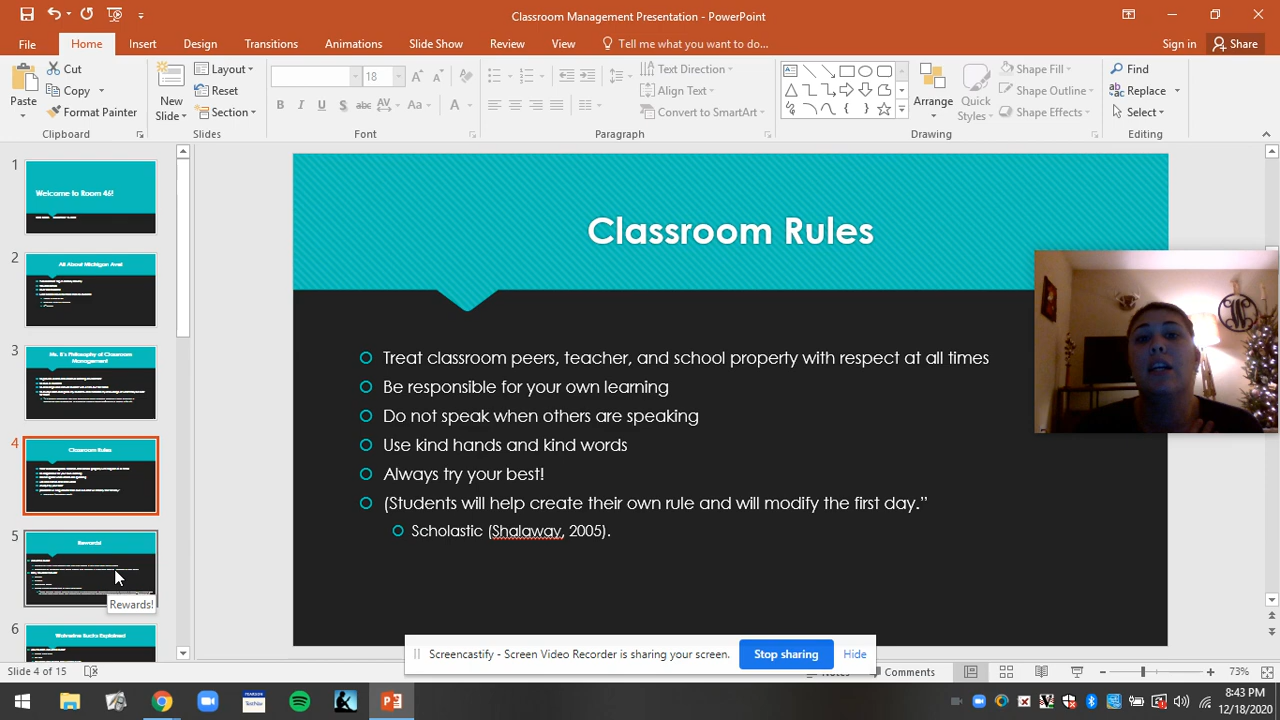 Classroom Management Presentation - PowerPoint
File Home Insert Design Transitions Animations Slide Show Review View Tell me what you want to do... Sign in Share
Paste
Cut
Copy
Format Painter
Clipboard
New Slide
Layout
Reset
Section
Slides
18
Font
Text Direction
Align Text
Convert to SmartArt
Paragraph
Arrange
Quick Styles
Shape Fill
Shape Outline
Shape Effects
Drawing
Find
Replace
Select
Editing
1
Welcome to Room 46!
2
All About Michigan Ave!
3
Ms. B's Philosophy of Classroom Management
4
Classroom Rules
5
Rewards!
Rewards!
6
Wolverine Bucks Explained
Classroom Rules
Treat classroom peers, teacher, and school property with respect at all times
Be responsible for your own learning
Do not speak when others are speaking
Use kind hands and kind words
Always try your best!
(Students will help create their own rule and will modify the first day.”
Scholastic (Shalaway, 2005).
Screencastify - Screen Video Recorder is sharing your screen. Stop sharing Hide
Slide 4 of 15 Notes Comments 73%
8:43 PM
12/18/2020